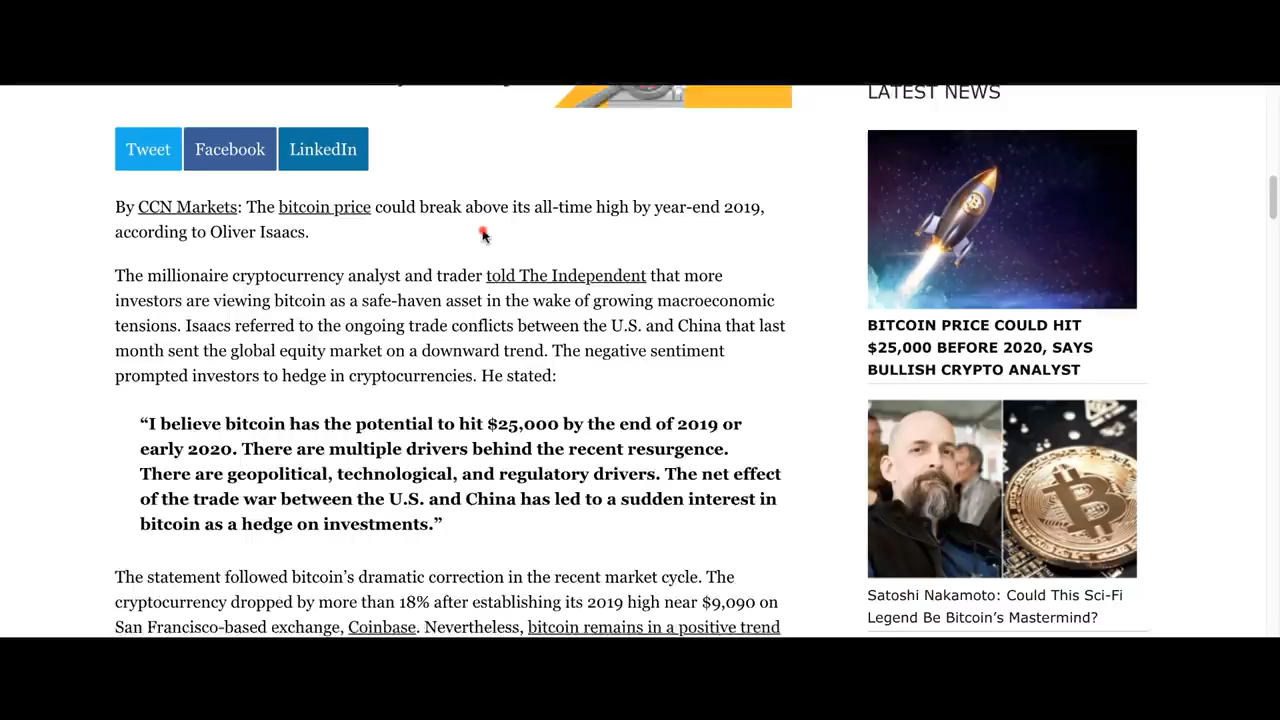 LATEST NEWS
Tweet
Facebook
LinkedIn
By CCN Markets: The bitcoin price could break above its all-time high by year-end 2019,
according to Oliver Isaacs.
The millionaire cryptocurrency analyst and trader told The Independent that more
investors are viewing bitcoin as a safe-haven asset in the wake of growing macroeconomic
tensions. Isaacs referred to the ongoing trade conflicts between the U.S. and China that last
month sent the global equity market on a downward trend. The negative sentiment
prompted investors to hedge in cryptocurrencies. He stated:
“I believe bitcoin has the potential to hit $25,000 by the end of 2019 or
early 2020. There are multiple drivers behind the recent resurgence.
There are geopolitical, technological, and regulatory drivers. The net effect
of the trade war between the U.S. and China has led to a sudden interest in
bitcoin as a hedge on investments.”
The statement followed bitcoin’s dramatic correction in the recent market cycle. The
cryptocurrency dropped by more than 18% after establishing its 2019 high near $9,090 on
San Francisco-based exchange, Coinbase. Nevertheless, bitcoin remains in a positive trend
BITCOIN PRICE COULD HIT
$25,000 BEFORE 2020, SAYS
BULLISH CRYPTO ANALYST
Satoshi Nakamoto: Could This Sci-Fi
Legend Be Bitcoin’s Mastermind?